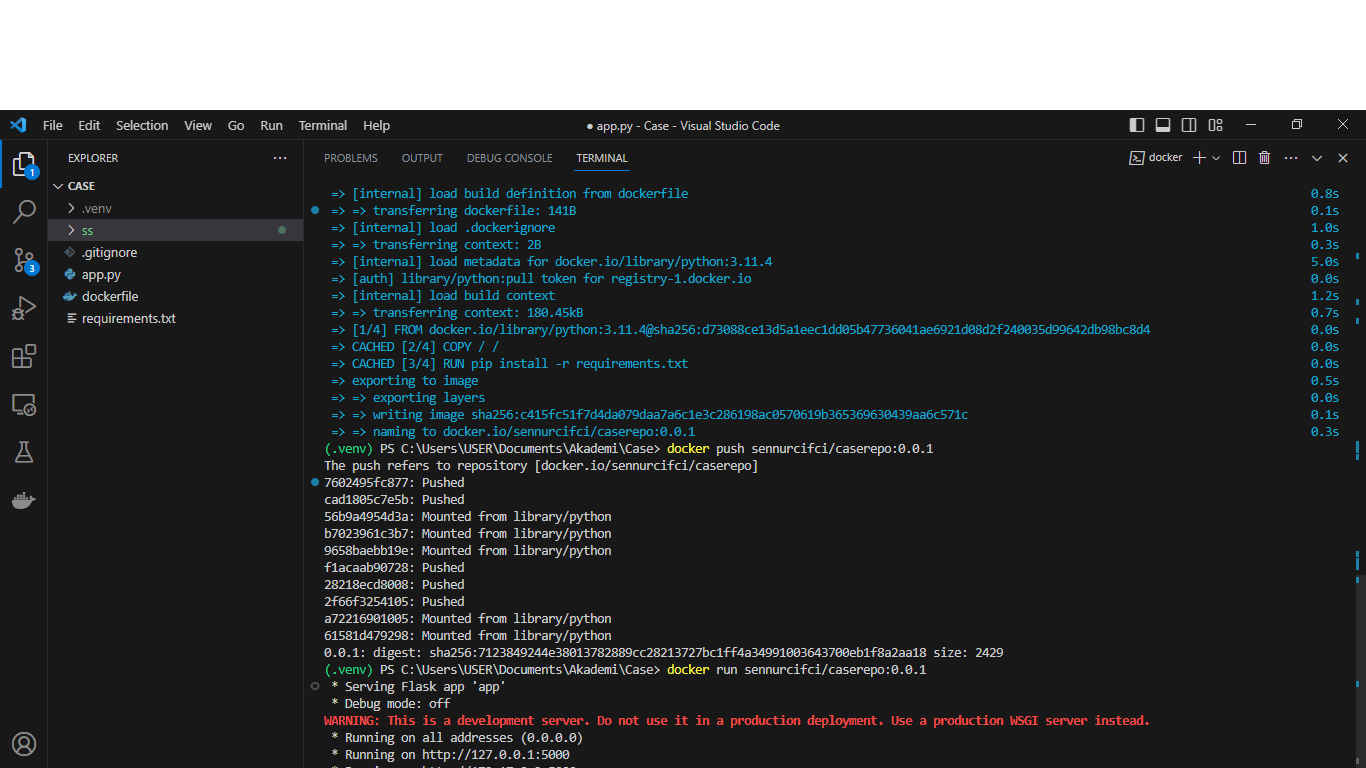 File Edit Selection View Go Run Terminal Help
● app.py - Case - Visual Studio Code
EXPLORER
PROBLEMS OUTPUT DEBUG CONSOLE TERMINAL
docker
1
CASE
.venv
ss
.gitignore
app.py
dockerfile
requirements.txt
3
=> [internal] load build definition from dockerfile 0.8s
=> => transferring dockerfile: 141B 0.1s
=> [internal] load .dockerignore 1.0s
=> => transferring context: 2B 0.3s
=> [internal] load metadata for docker.io/library/python:3.11.4 5.0s
=> [auth] library/python:pull token for registry-1.docker.io 0.0s
=> [internal] load build context 1.2s
=> => transferring context: 180.45kB 0.7s
=> [1/4] FROM docker.io/library/python:3.11.4@sha256:d73088ce13d5a1eec1dd05b47736041ae6921d08d2f240035d99642db98bc8d4 0.0s
=> CACHED [2/4] COPY / / 0.0s
=> CACHED [3/4] RUN pip install -r requirements.txt 0.0s
=> exporting to image 0.5s
=> => exporting layers 0.0s
=> => writing image sha256:c415fc51f7d4da079daa7a6c1e3c286198ac0570619b365369630439aa6c571c 0.1s
=> => naming to docker.io/sennurcifci/caserepo:0.0.1 0.3s
(.venv) PS C:\Users\USER\Documents\Akademi\Case> docker push sennurcifci/caserepo:0.0.1
The push refers to repository [docker.io/sennurcifci/caserepo]
7602495fc877: Pushed
cad1805c7e5b: Pushed
56b9a4954d3a: Mounted from library/python
b7023961c3b7: Mounted from library/python
9658baebb19e: Mounted from library/python
f1acaab90728: Pushed
28218ecd8008: Pushed
2f66f3254105: Pushed
a72216901005: Mounted from library/python
61581d479298: Mounted from library/python
0.0.1: digest: sha256:7123849244e38013782889cc28213727bc1ff4a34991003643700eb1f8a2aa18 size: 2429
(.venv) PS C:\Users\USER\Documents\Akademi\Case> docker run sennurcifci/caserepo:0.0.1
* Serving Flask app 'app'
* Debug mode: off
WARNING: This is a development server. Do not use it in a production deployment. Use a production WSGI server instead.
* Running on all addresses (0.0.0.0)
* Running on http://127.0.0.1:5000